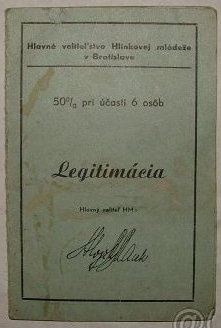 Hlavné veliteľstvo Hlinkovej mládeže
v Bratislave
50% pri účasti 6 osôb
Legitimácia
Hlavný veliteľ HM: